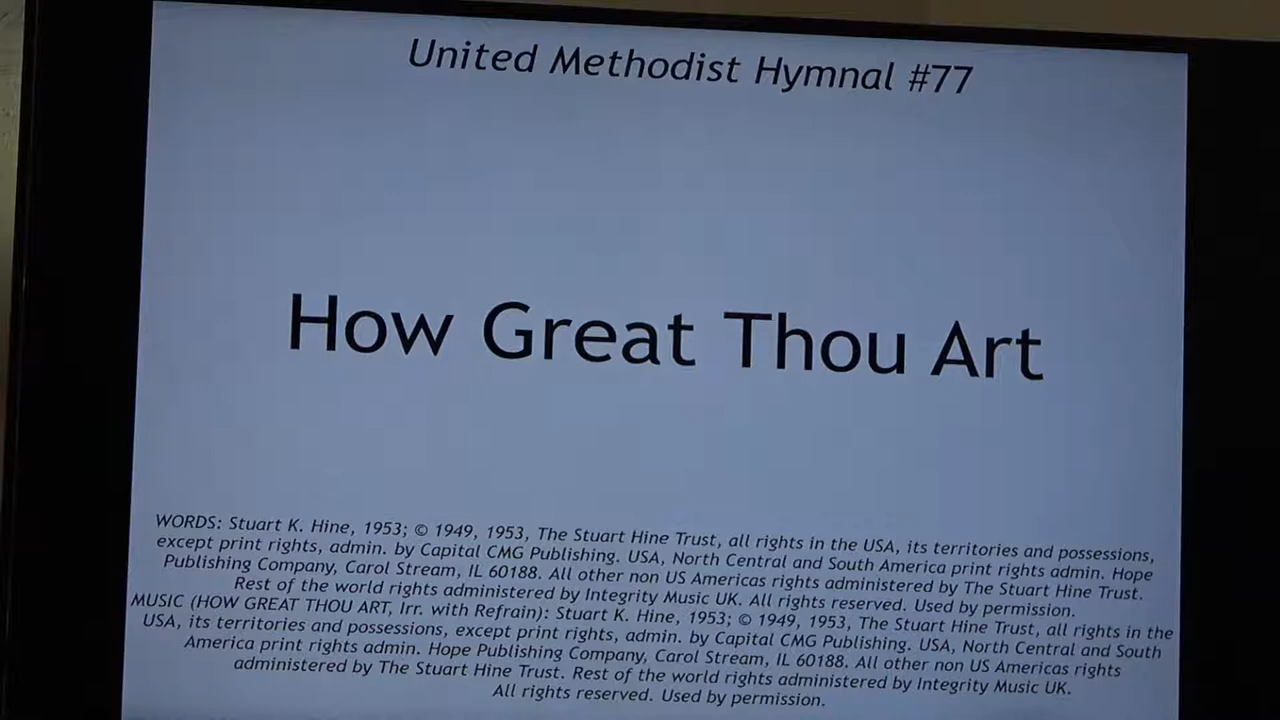 United Methodist Hymnal #77
How Great Thou Art
WORDS: Stuart K. Hine, 1953; © 1949, 1953, The Stuart Hine Trust, all rights in the USA, its territories and possessions,
except print rights, admin. by Capital CMG Publishing. USA, North Central and South America print rights admin. Hope
Publishing Company, Carol Stream, IL 60188. All other non US Americas rights administered by The Stuart Hine Trust.
Rest of the world rights administered by Integrity Music UK. All rights reserved. Used by permission.
MUSIC (HOW GREAT THOU ART, Irr. with Refrain): Stuart K. Hine, 1953; © 1949, 1953, The Stuart Hine Trust, all rights in the
USA, its territories and possessions, except print rights, admin. by Capital CMG Publishing. USA, North Central and South
America print rights admin. Hope Publishing Company, Carol Stream, IL 60188. All other non US Americas rights
administered by The Stuart Hine Trust. Rest of the world rights administered by Integrity Music UK.
All rights reserved. Used by permission.